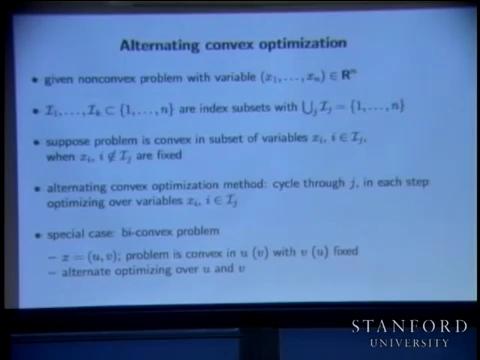 Alternating convex optimization
• given nonconvex problem with variable (x₁, …, xₙ) ∈ Rⁿ
• I₁, …, Iₖ ⊂ {1, …, n} are index subsets with ⋃ⱼ Iⱼ = {1, …, n}
• suppose problem is convex in subset of variables xᵢ, i ∈ Iⱼ,
when xᵢ, i ∉ Iⱼ are fixed
• alternating convex optimization method: cycle through j, in each step
optimizing over variables xᵢ, i ∈ Iⱼ
• special case: bi-convex problem
– x = (u, v); problem is convex in u (v) with v (u) fixed
– alternate optimizing over u and v
STANFORD
UNIVERSITY